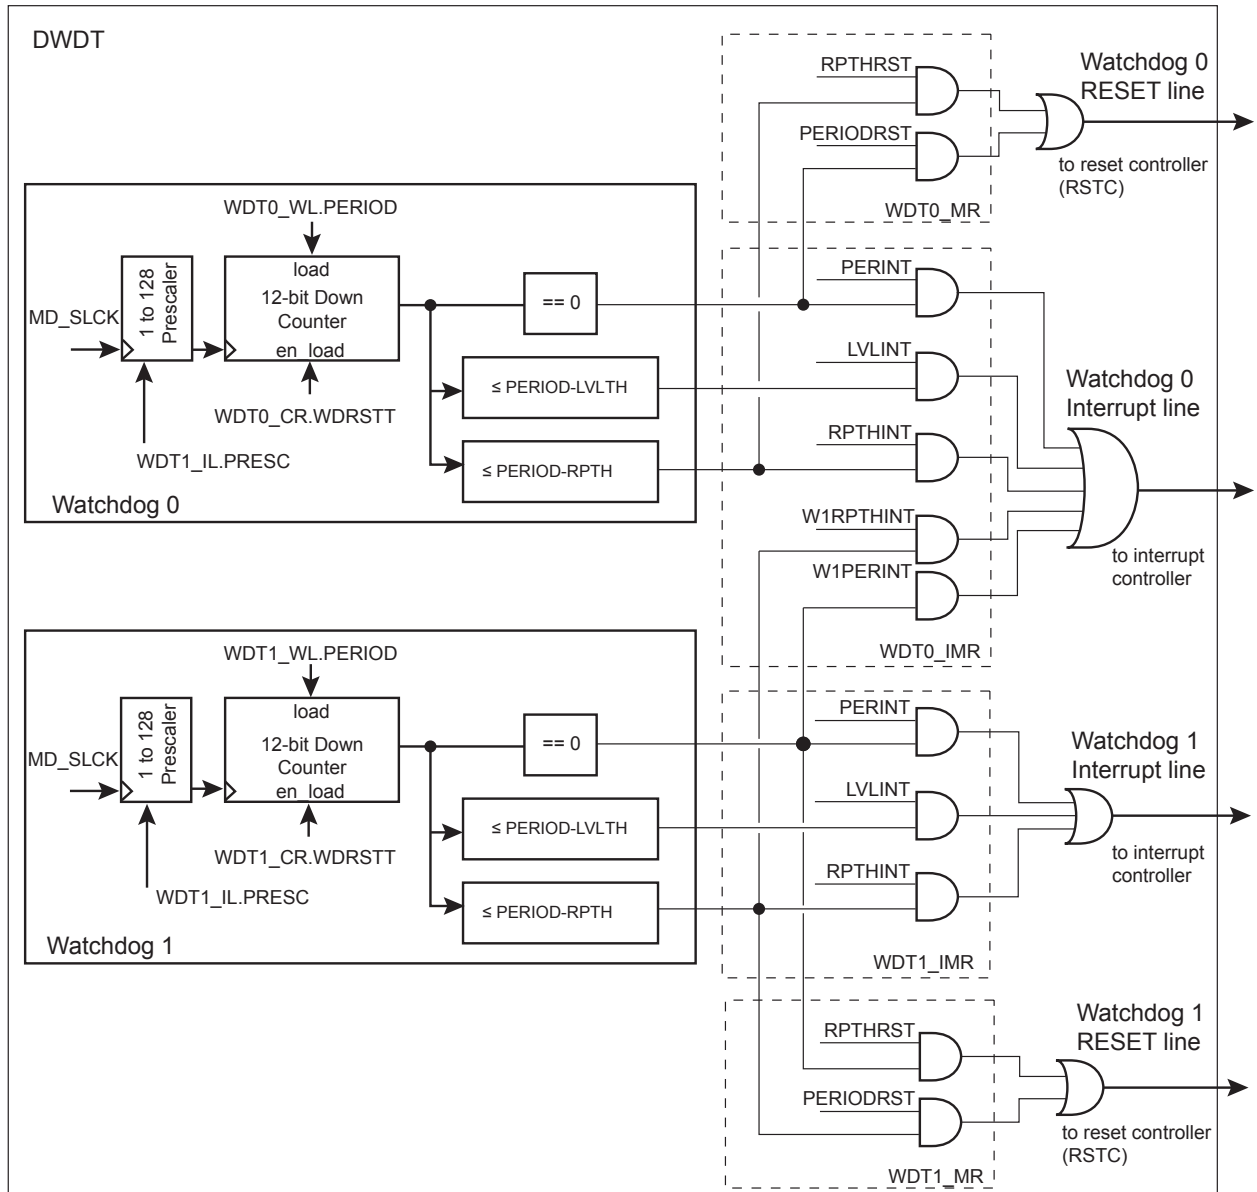 DWDT
RPTHRST
PERIODRST
WDT0_MR
Watchdog 0
RESET line
to reset controller
(RSTC)
WDT0_WL.PERIOD
MD_SLCK
1 to 128
Prescaler
load
12-bit Down
Counter
en_load
== 0
≤ PERIOD-LVLTH
≤ PERIOD-RPTH
WDT0_CR.WDRSTT
WDT1_IL.PRESC
Watchdog 0
PERINT
LVLINT
RPTHINT
W1RPTHINT
W1PERINT
WDT0_IMR
Watchdog 0
Interrupt line
to interrupt
controller
WDT1_WL.PERIOD
MD_SLCK
1 to 128
Prescaler
load
12-bit Down
Counter
en_load
== 0
≤ PERIOD-LVLTH
≤ PERIOD-RPTH
WDT1_CR.WDRSTT
WDT1_IL.PRESC
Watchdog 1
PERINT
LVLINT
RPTHINT
WDT1_IMR
Watchdog 1
Interrupt line
to interrupt
controller
RPTHRST
PERIODRST
WDT1_MR
Watchdog 1
RESET line
to reset controller
(RSTC)